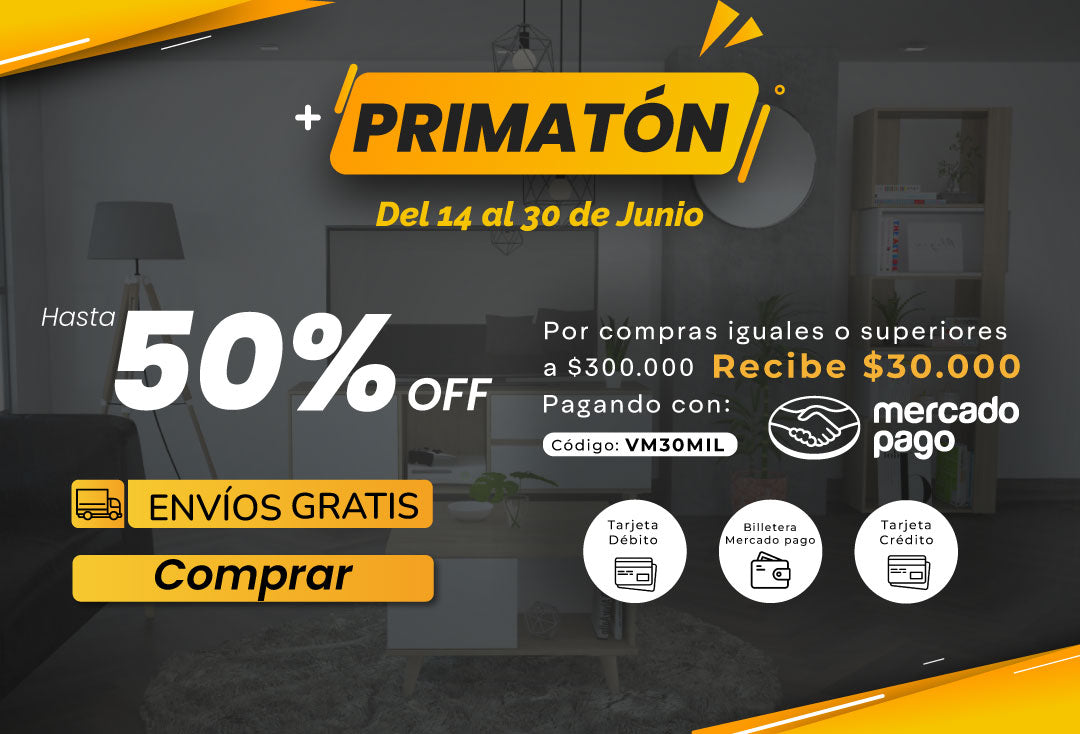 + PRIMATÓN
Del 14 al 30 de Junio
Hasta
50% OFF
Por compras iguales o superiores
a $300.000 Recibe $30.000
Pagando con:
mercado
pago
Código: VM30MIL
ENVÍOS GRATIS
Comprar
Tarjeta
Débito
Billetera
Mercado pago
Tarjeta
Crédito